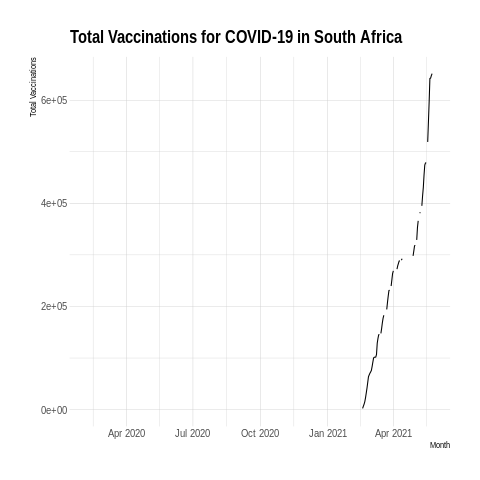 Total Vaccinations for COVID-19 in South Africa
Total Vaccinations
6e+05
4e+05
2e+05
0e+00
Apr 2020 Jul 2020 Oct 2020 Jan 2021 Apr 2021
Month